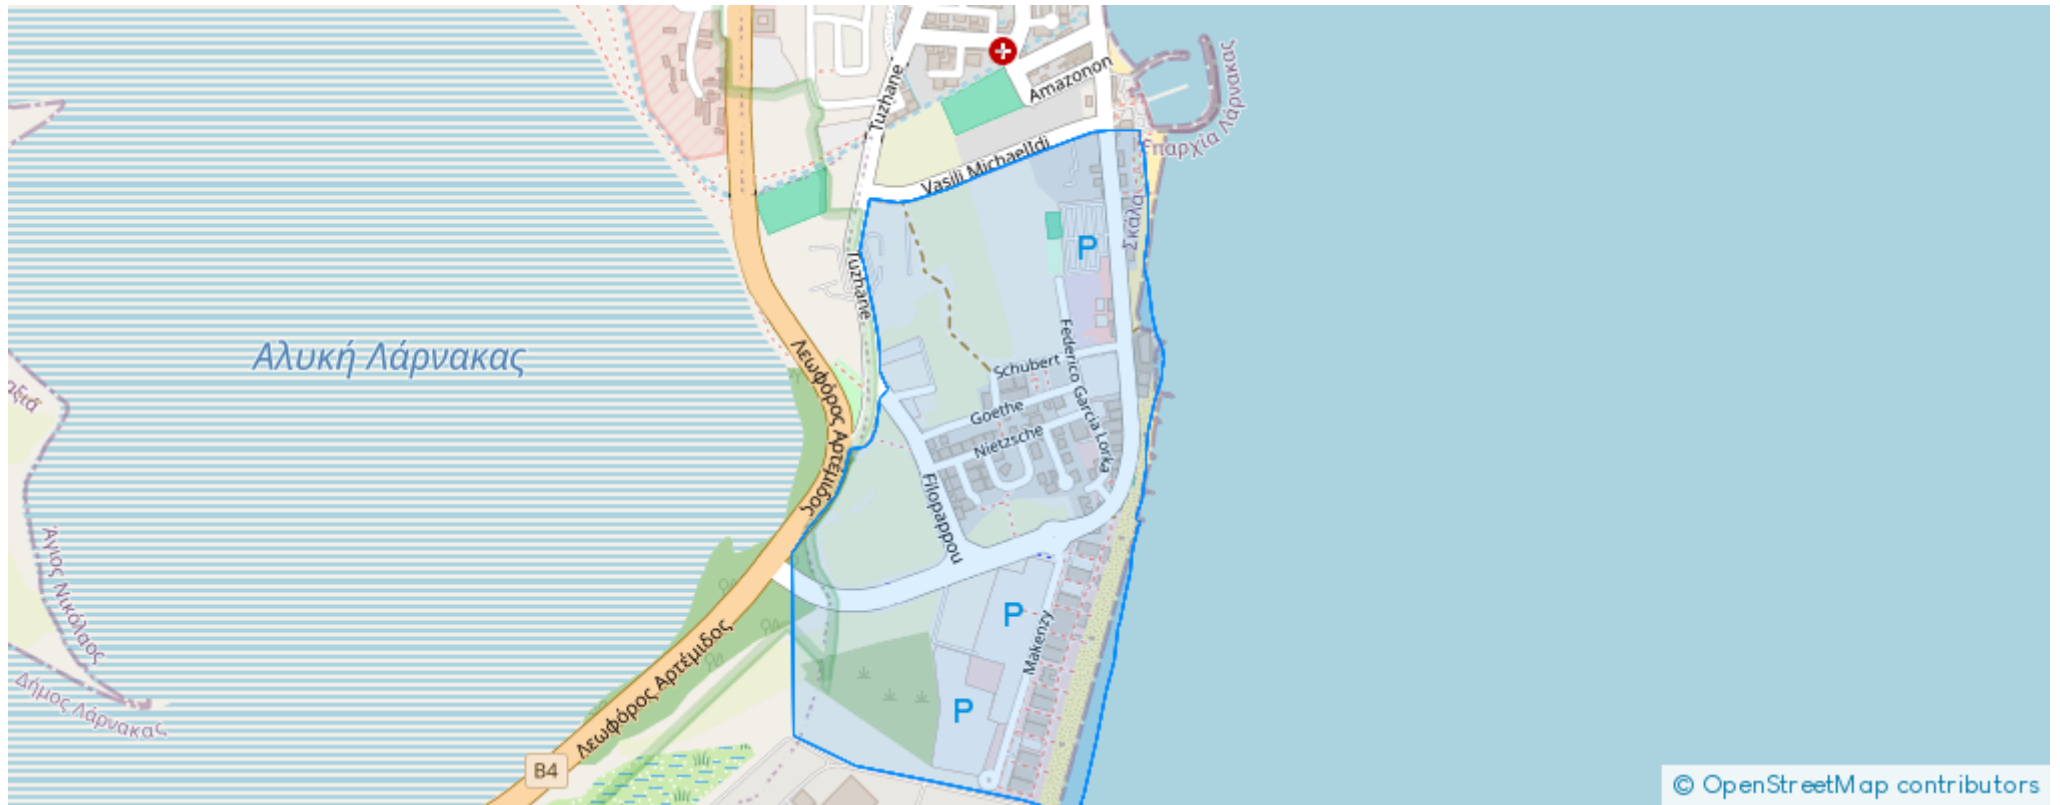 Amazonon
Επαρχία Λάρνακας
Tuzhane
Vasili MichaelIdi
Σκάλα
P
Tuzhane
Αλυκή Λάρνακας
Λεωφόρος Αρτέμιδος
Schubert
Federico Garcia Lorka
Goethe
Nietzsche
Filopappou
Άγιος Νικόλαος
P
Makenzy
Λεωφόρος Αρτέμιδος
Δήμος Λάρνακας
P
B4
© OpenStreetMap contributors